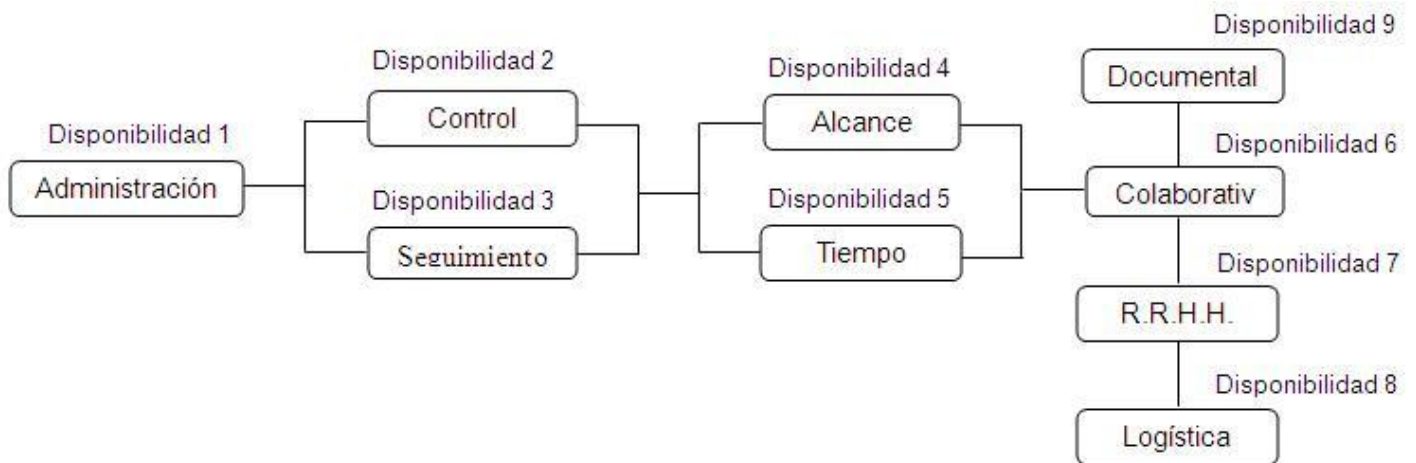 Disponibilidad 1
Administración
Disponibilidad 2
Control
Disponibilidad 3
Seguimiento
Disponibilidad 4
Alcance
Disponibilidad 5
Tiempo
Disponibilidad 9
Documental
Disponibilidad 6
Colaborativ
Disponibilidad 7
R.R.H.H.
Disponibilidad 8
Logística